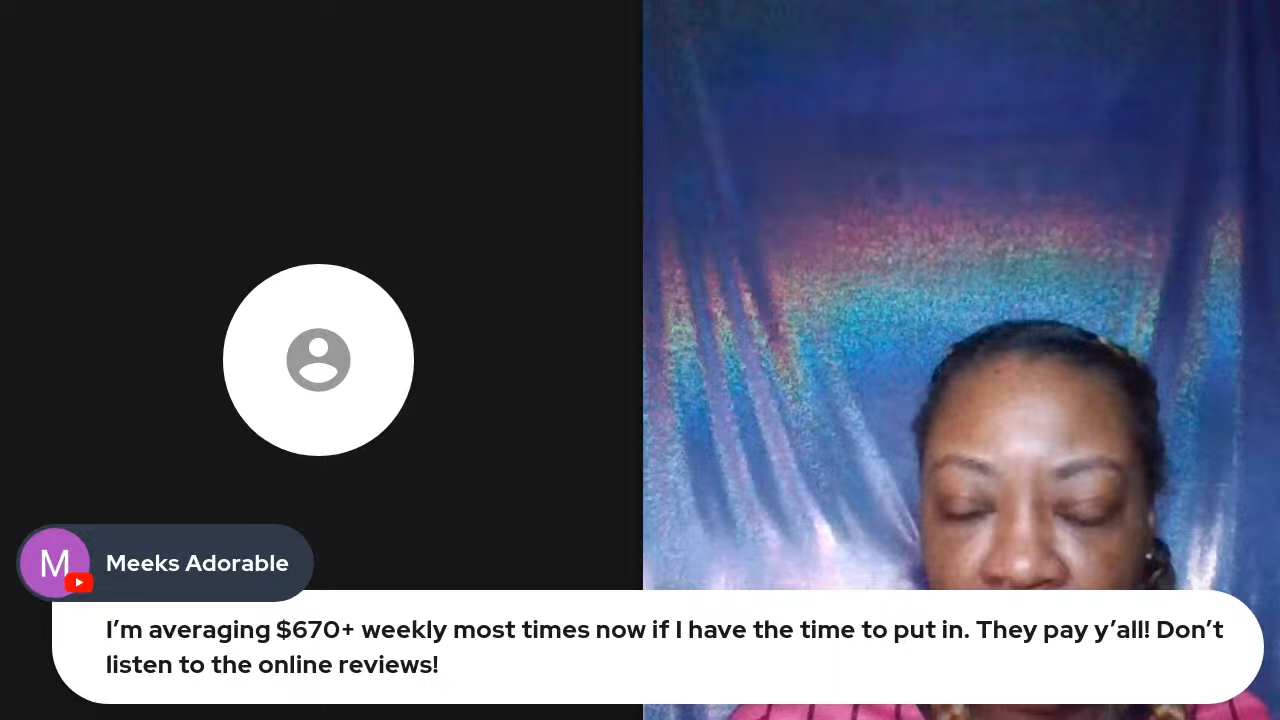 M
Meeks Adorable
I’m averaging $670+ weekly most times now if I have the time to put in. They pay y’all! Don’t
listen to the online reviews!